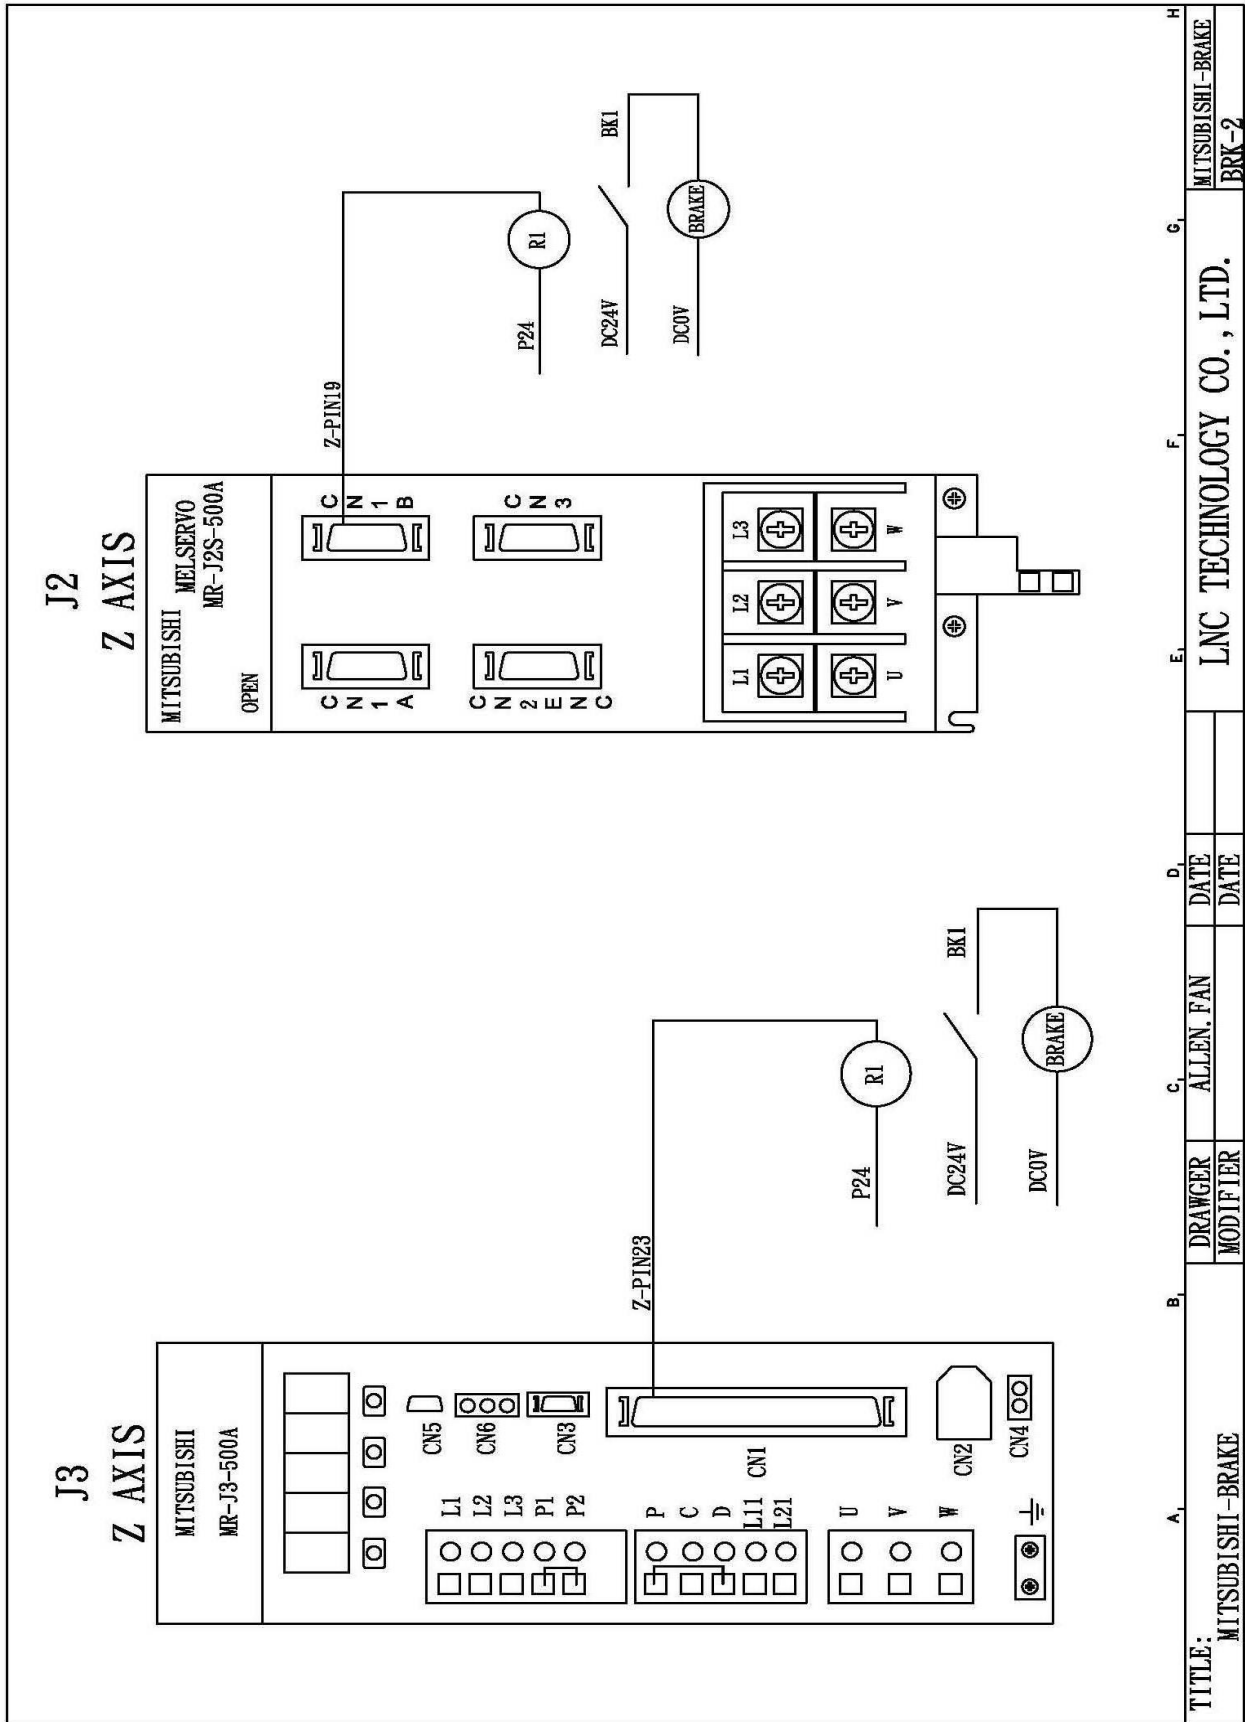 J3
Z AXIS
MITSUBISHI
MR-J3-500A
CN5
CN6
CN3
CN1
CN2
CN4
L1
L2
L3
P1
P2
P
C
D
L11
L21
U
V
W
Z-PIN23
P24
R1
DC24V
BK1
DC0V
BRAKE
J2
Z AXIS
MITSUBISHI
MELSERVO
MR-J2S-500A
OPEN
CN1A
CN1B
CN2ENC
CN3
L1 L2 L3
U V W
Z-PIN19
P24
R1
DC24V
BK1
DC0V
BRAKE
A B C D E F G H
TITLE:
MITSUBISHI-BRAKE
DRAWGER ALLEN.FAN DATE
MODIFIER DATE
LNC TECHNOLOGY CO.,LTD.
MITSUBISHI-BRAKE
BRK-2